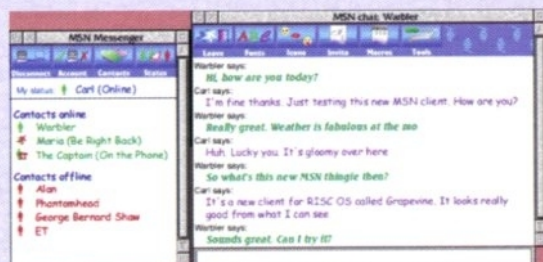 MSN Messenger
Disconnect Account Contacts Status
My status Carl (Online)
Contacts online
Warbler
Maria (Be Right Back)
The Captain (On the Phone)
Contacts offline
Alan
Phantomhead
George Bernard Shaw
ET
MSN chat: Warbler
Leave Fonts Icons Invite Macros Tools
Warbler says:
Hi, how are you today?
Carl says:
I'm fine thanks. Just testing this new MSN client. How are you?
Warbler says:
Really great. Weather is fabulous at the mo
Carl says:
Huh. Lucky you. It's gloomy over here
Warbler says:
So what's this new MSN thingie then?
Carl says:
It's a new client for RISC OS called Grapevine. It looks really
good from what I can see
Warbler says:
Sounds great. Can I try it?